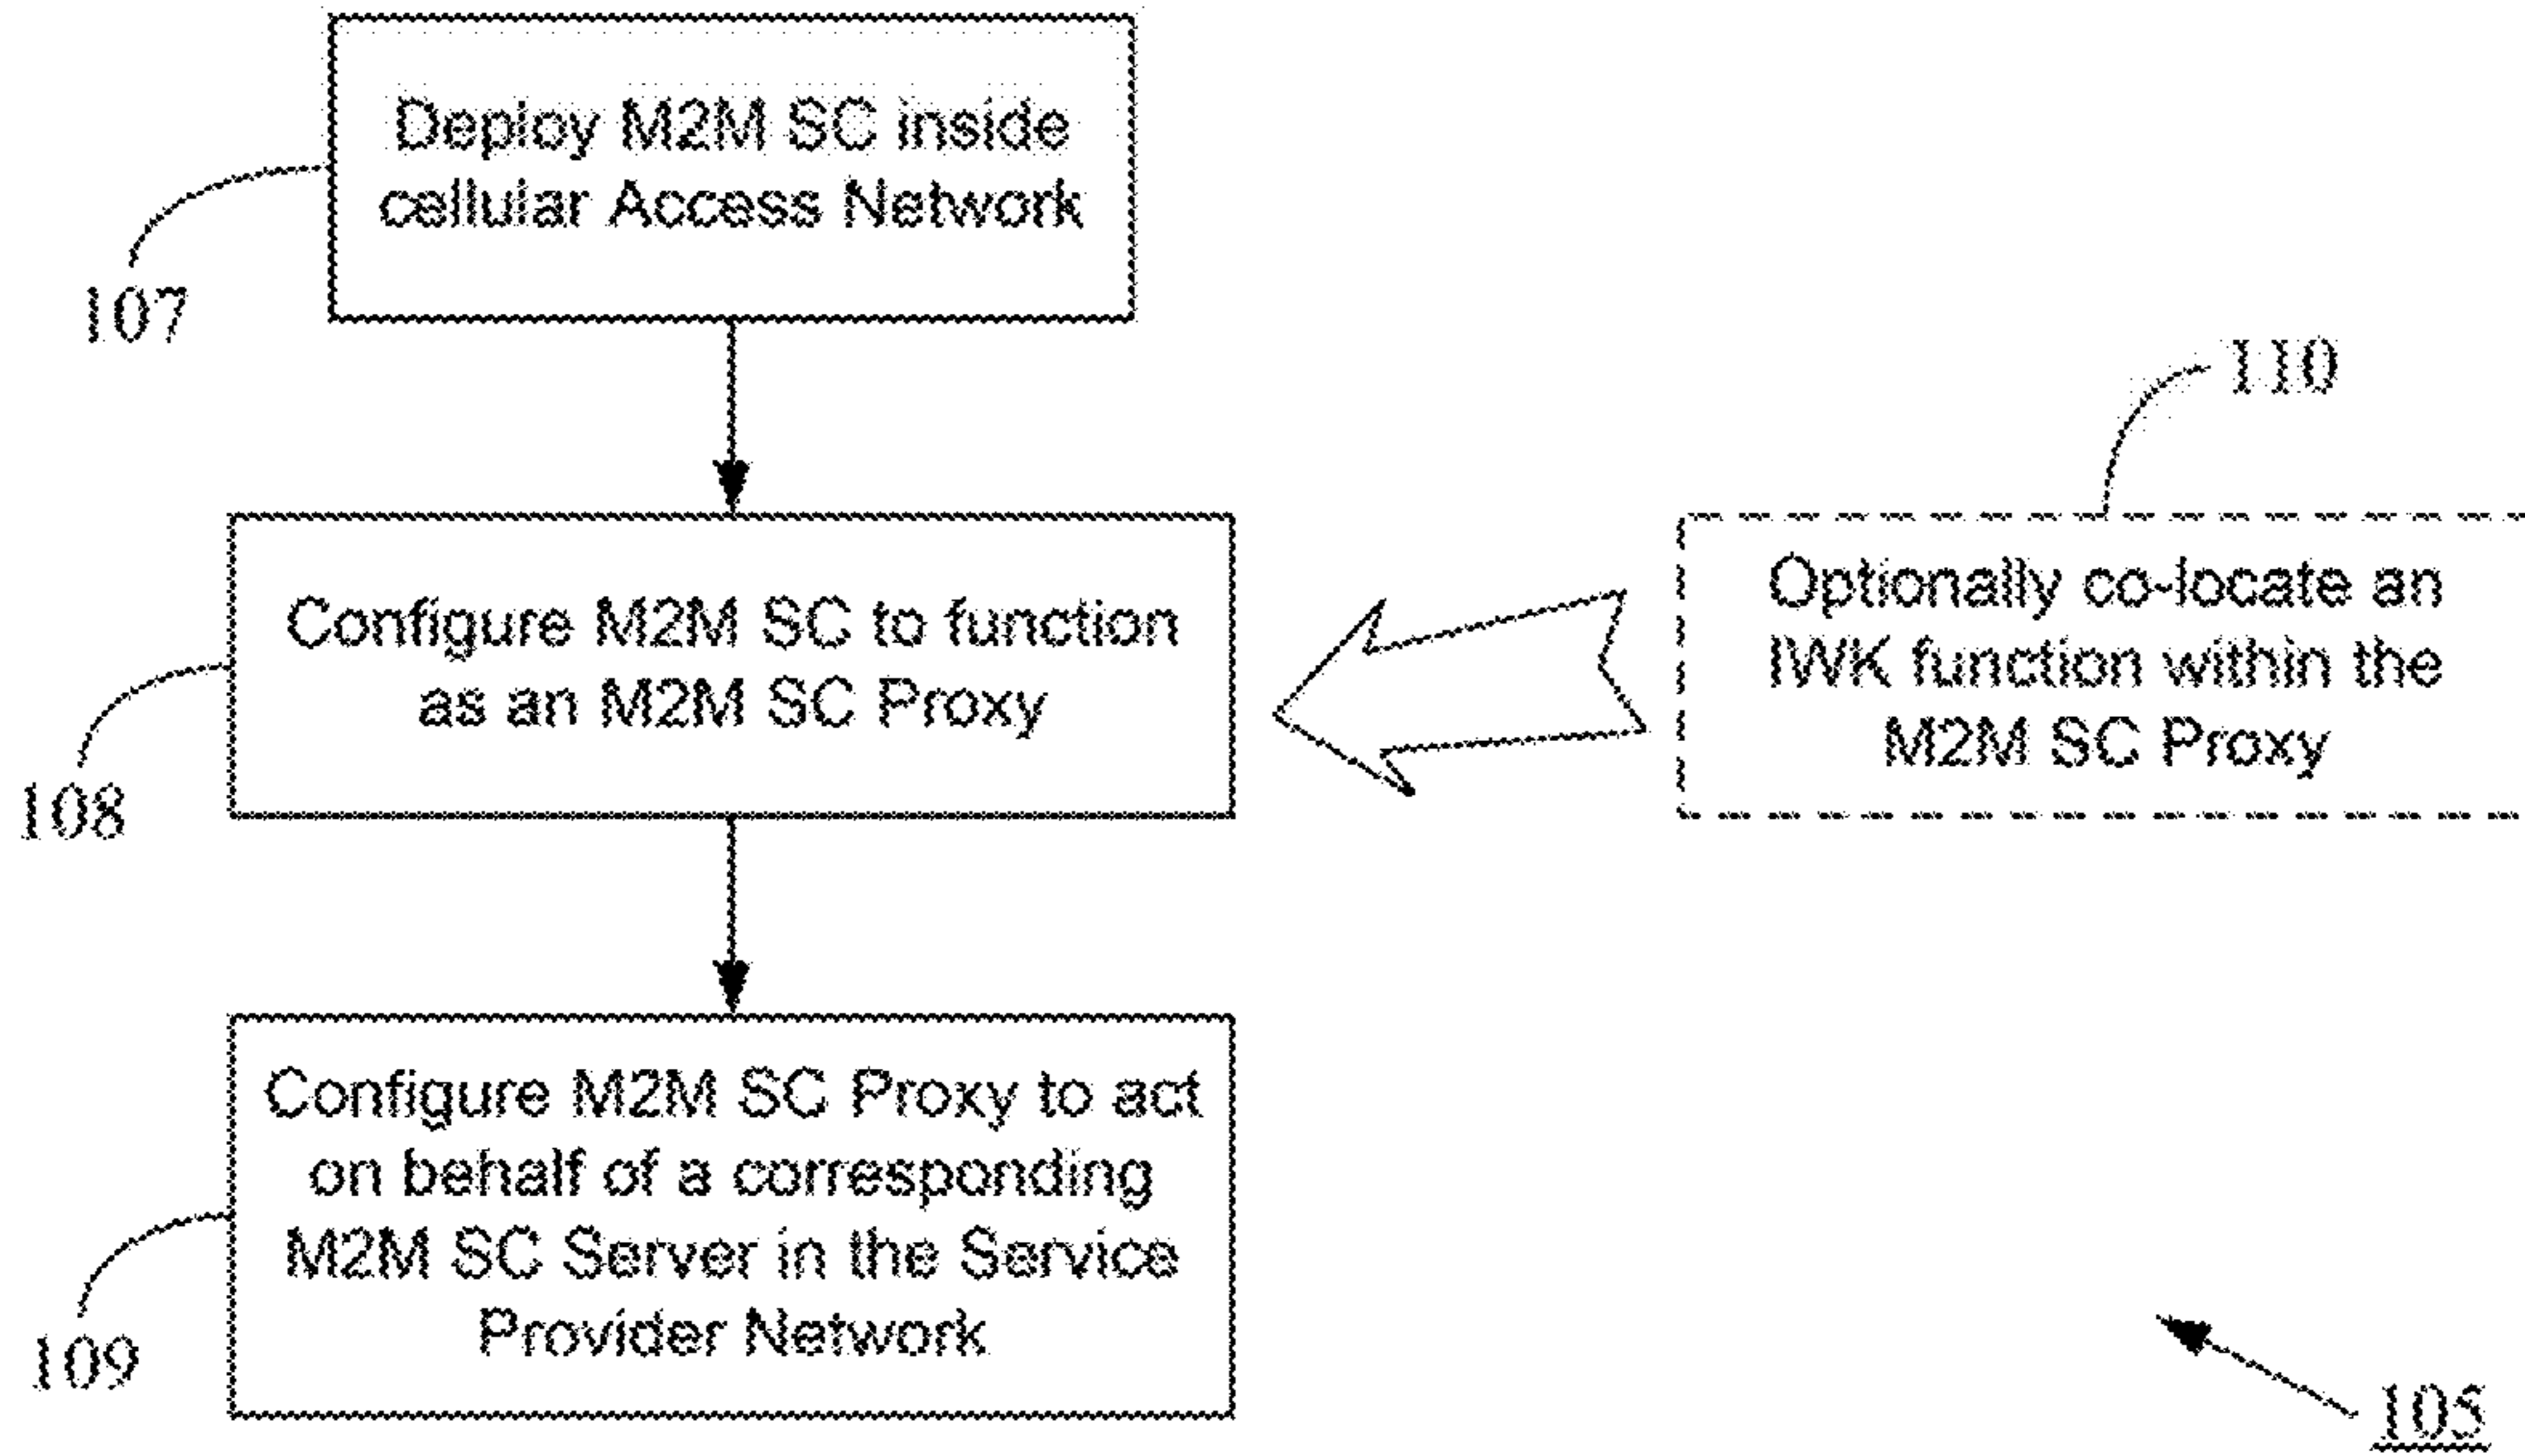 Deploy M2M SC inside
cellular Access Network
107
110
Configure M2M SC to function
as an M2M SC Proxy
108
Optionally co-locate an
IWK function within the
M2M SC Proxy
Configure M2M SC Proxy to act
on behalf of a corresponding
M2M SC Server in the Service
Provider Network
109
105